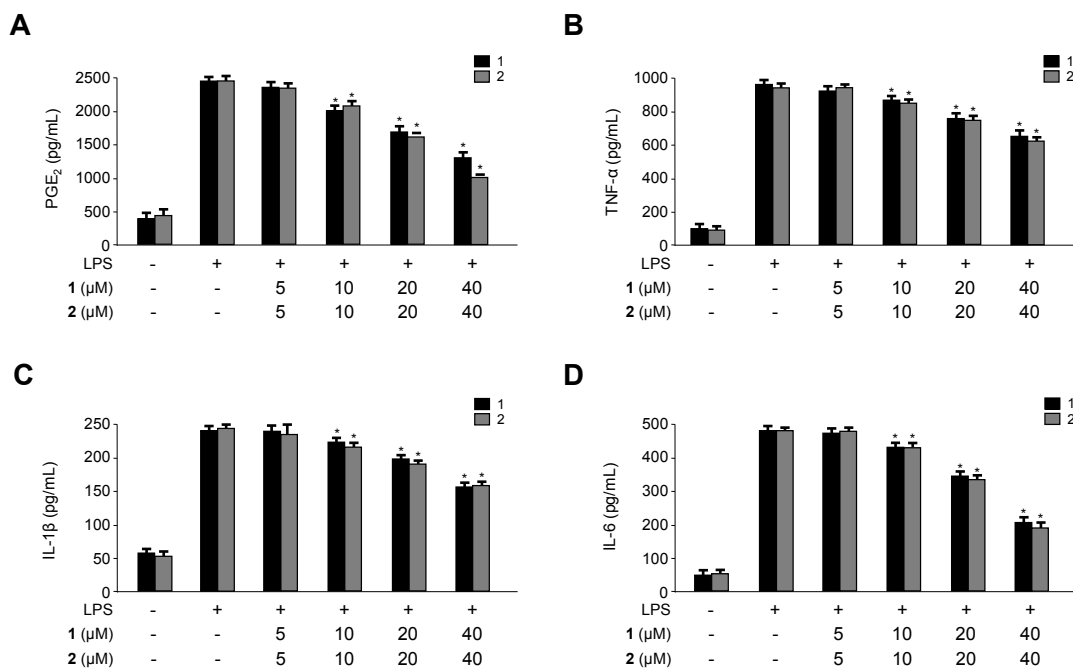 A
1
2
PGE2 (pg/mL)
2500
2000
1500
1000
500
0
* * * * * *
LPS - + + + + +
1 (µM) - - 5 10 20 40
2 (µM) - - 5 10 20 40
B
1
2
TNF-α (pg/mL)
1000
800
600
400
200
0
* * * * * *
LPS - + + + + +
1 (µM) - - 5 10 20 40
2 (µM) - - 5 10 20 40
C
1
2
IL-1β (pg/mL)
250
200
150
100
50
0
* * * * * *
LPS - + + + + +
1 (µM) - - 5 10 20 40
2 (µM) - - 5 10 20 40
D
1
2
IL-6 (pg/mL)
500
400
300
200
100
0
* * * * * *
LPS - + + + + +
1 (µM) - - 5 10 20 40
2 (µM) - - 5 10 20 40